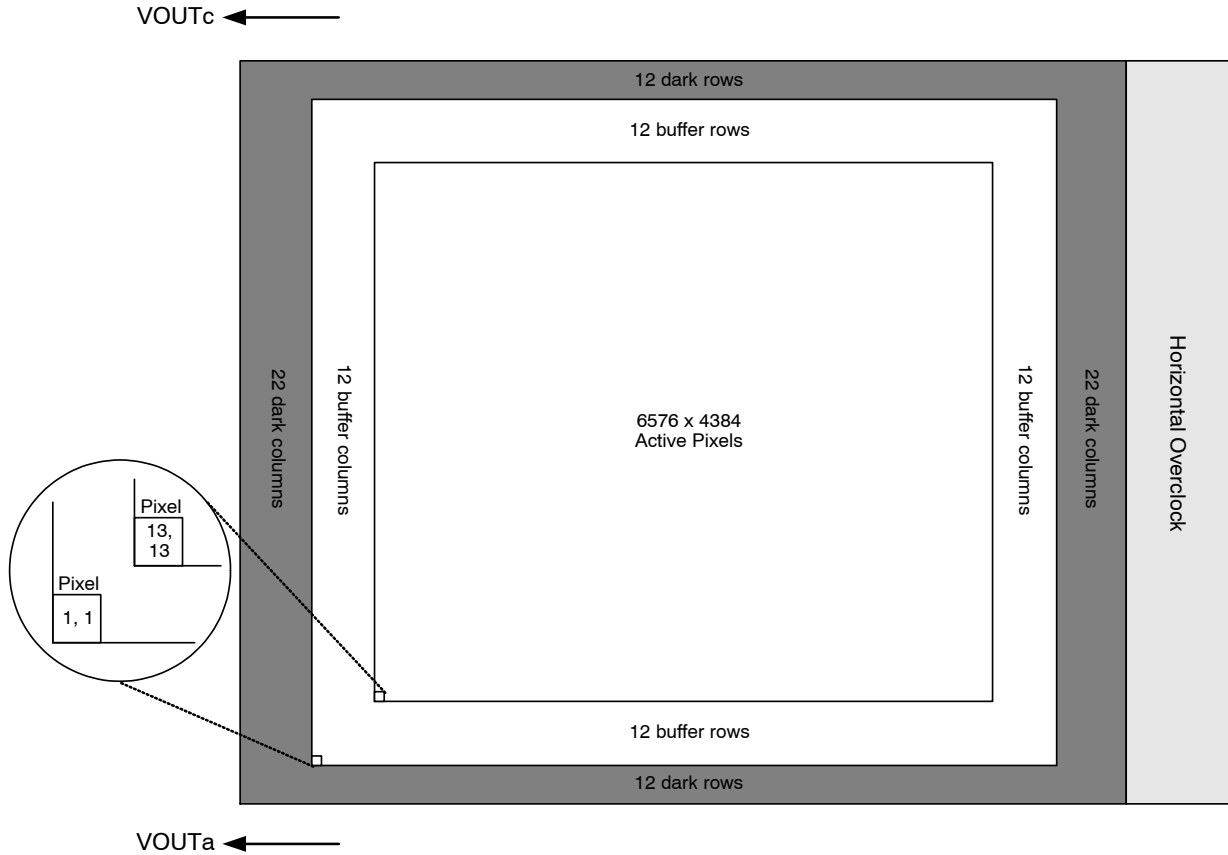 VOUTc
12 dark rows
12 buffer rows
22 dark columns
12 buffer columns
6576 x 4384
Active Pixels
12 buffer columns
22 dark columns
Horizontal Overclock
Pixel
13,
13
Pixel
1, 1
12 buffer rows
12 dark rows
VOUTa